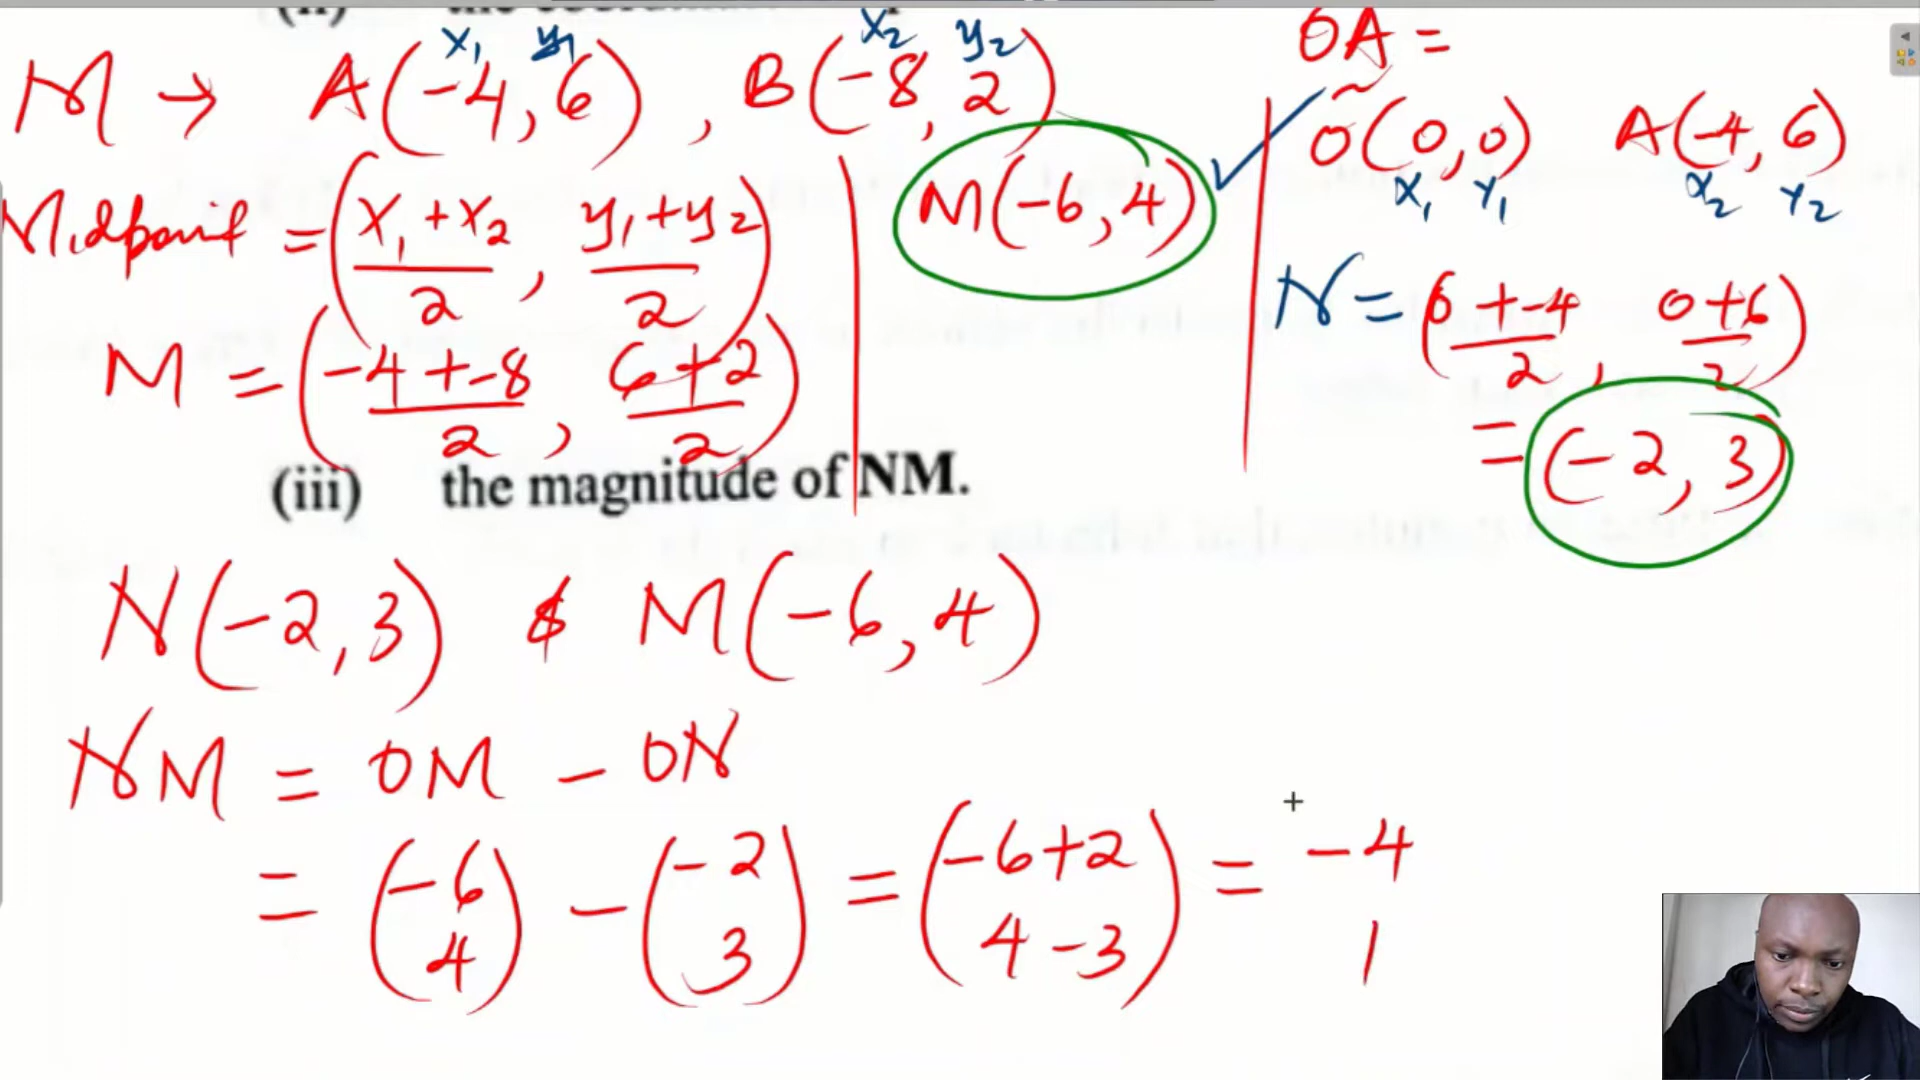 (ii)
M → A(-4, 6), B(-8, 2)
x₁ y₁ x₂ y₂
Midpoint = (x₁+x₂/2, y₁+y₂/2)
M = (-4+-8/2, 6+2/2)
M(-6, 4) ✓
OA =
O(0,0) A(-4, 6)
x₁ y₁ x₂ y₂
N = (0+-4/2, 0+6/2)
= (-2, 3)
(iii) the magnitude of NM.
N(-2, 3) & M(-6, 4)
NM = OM - ON
= (-6 4) - (-2 3) = (-6+2 4-3) = -4 1